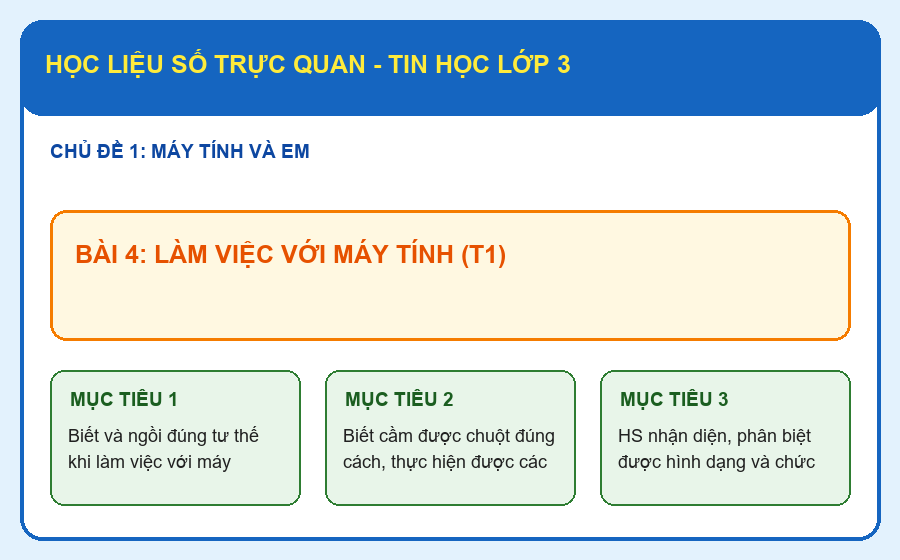 HỌC LIỆU SỐ TRỰC QUAN - TIN HỌC LỚP 3
CHỦ ĐỀ 1: MÁY TÍNH VÀ EM
BÀI 4: LÀM VIỆC VỚI MÁY TÍNH (T1)
MỤC TIÊU 1
Biết và ngồi đúng tư thế
khi làm việc với máy
MỤC TIÊU 2
Biết cầm được chuột đúng
cách, thực hiện được các
MỤC TIÊU 3
HS nhận diện, phân biệt
được hình dạng và chức